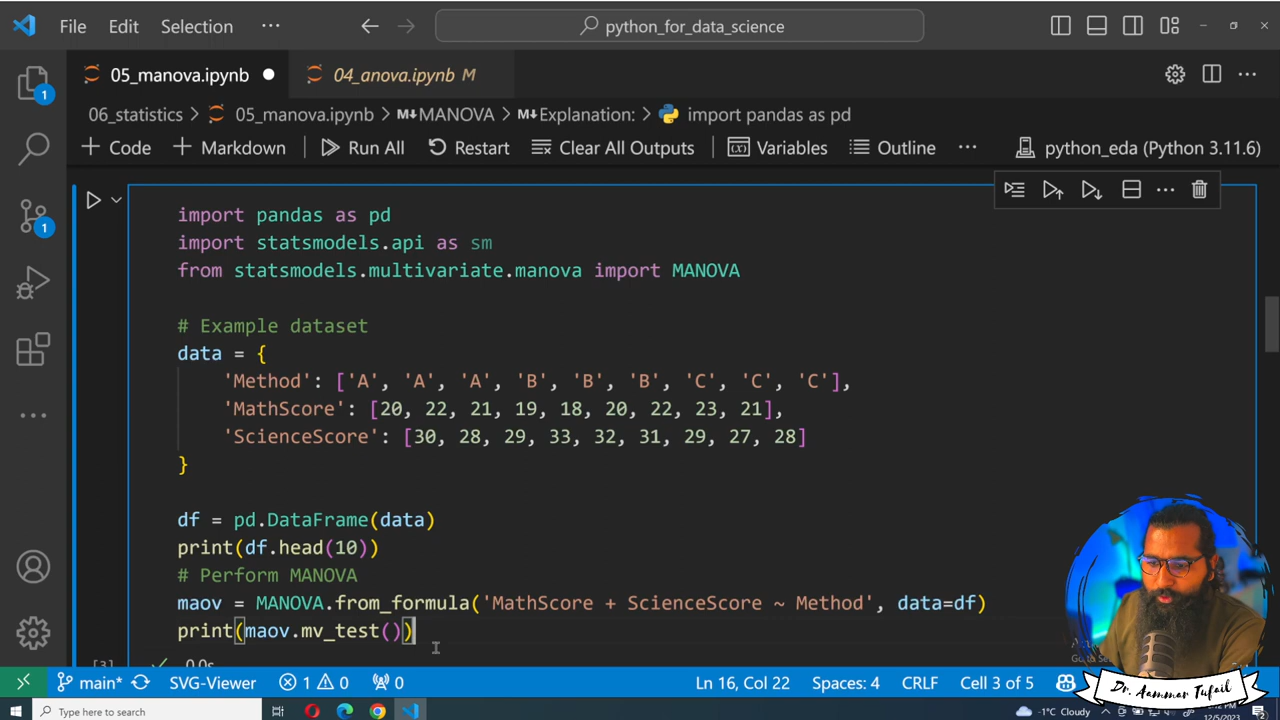 File Edit Selection ··· python_for_data_science
05_manova.ipynb 04_anova.ipynb M
06_statistics > 05_manova.ipynb > MANOVA > Explanation: > import pandas as pd
Code Markdown Run All Restart Clear All Outputs Variables Outline ··· python_eda (Python 3.11.6)
import pandas as pd
import statsmodels.api as sm
from statsmodels.multivariate.manova import MANOVA
# Example dataset
data = {
'Method': ['A', 'A', 'A', 'B', 'B', 'B', 'C', 'C', 'C'],
'MathScore': [20, 22, 21, 19, 18, 20, 22, 23, 21],
'ScienceScore': [30, 28, 29, 33, 32, 31, 29, 27, 28]
}
df = pd.DataFrame(data)
print(df.head(10))
# Perform MANOVA
maov = MANOVA.from_formula('MathScore + ScienceScore ~ Method', data=df)
print(maov.mv_test())
[3] 0.0s
1
1
main* SVG-Viewer 1 0 0 Ln 16, Col 22 Spaces: 4 CRLF Cell 3 of 5
Dr. Aammar Tufail
Type here to search -1°C Cloudy 12/5/2023